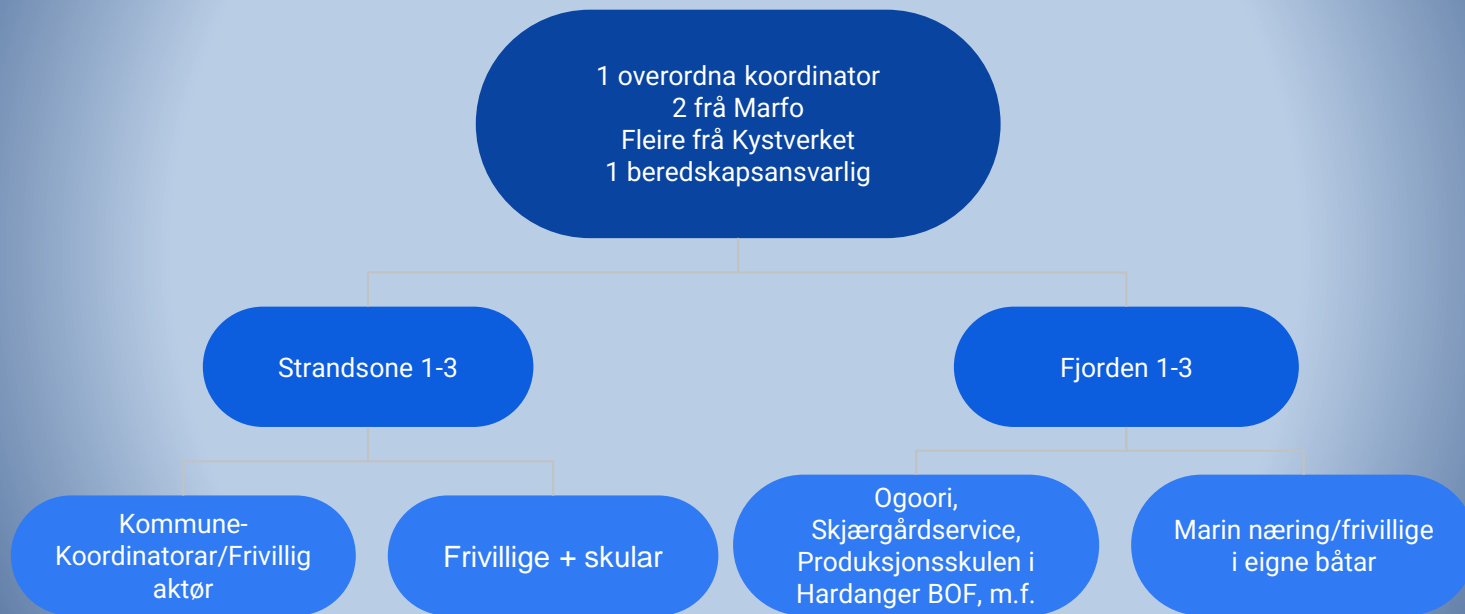 1 overordna koordinator
2 frå Marfo
Fleire frå Kystverket
1 beredskapsansvarlig
Strandsone 1-3
Fjorden 1-3
Kommune-
Koordinatorar/Frivillig
aktør
Frivillige + skular
Ogoori,
Skjærgårdservice,
Produksjonsskulen i
Hardanger BOF, m.f.
Marin næring/frivillige
i eigne båtar